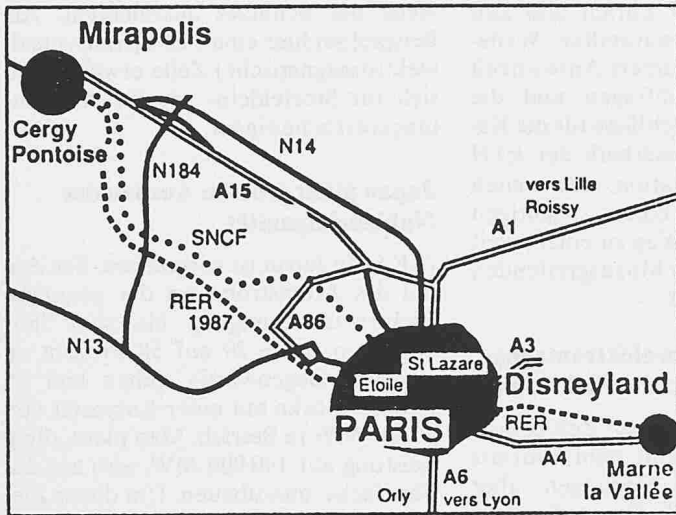 Mirapolis
Cergy
Pontoise
N184
N14
A15
vers Lille
Roissy
A1
SNCF
RER
1987
A86
N13
St Lazare
Etoile
A3
Disneyland
PARIS
RER
A4
Marne
la Vallée
Orly
A6
vers Lyon